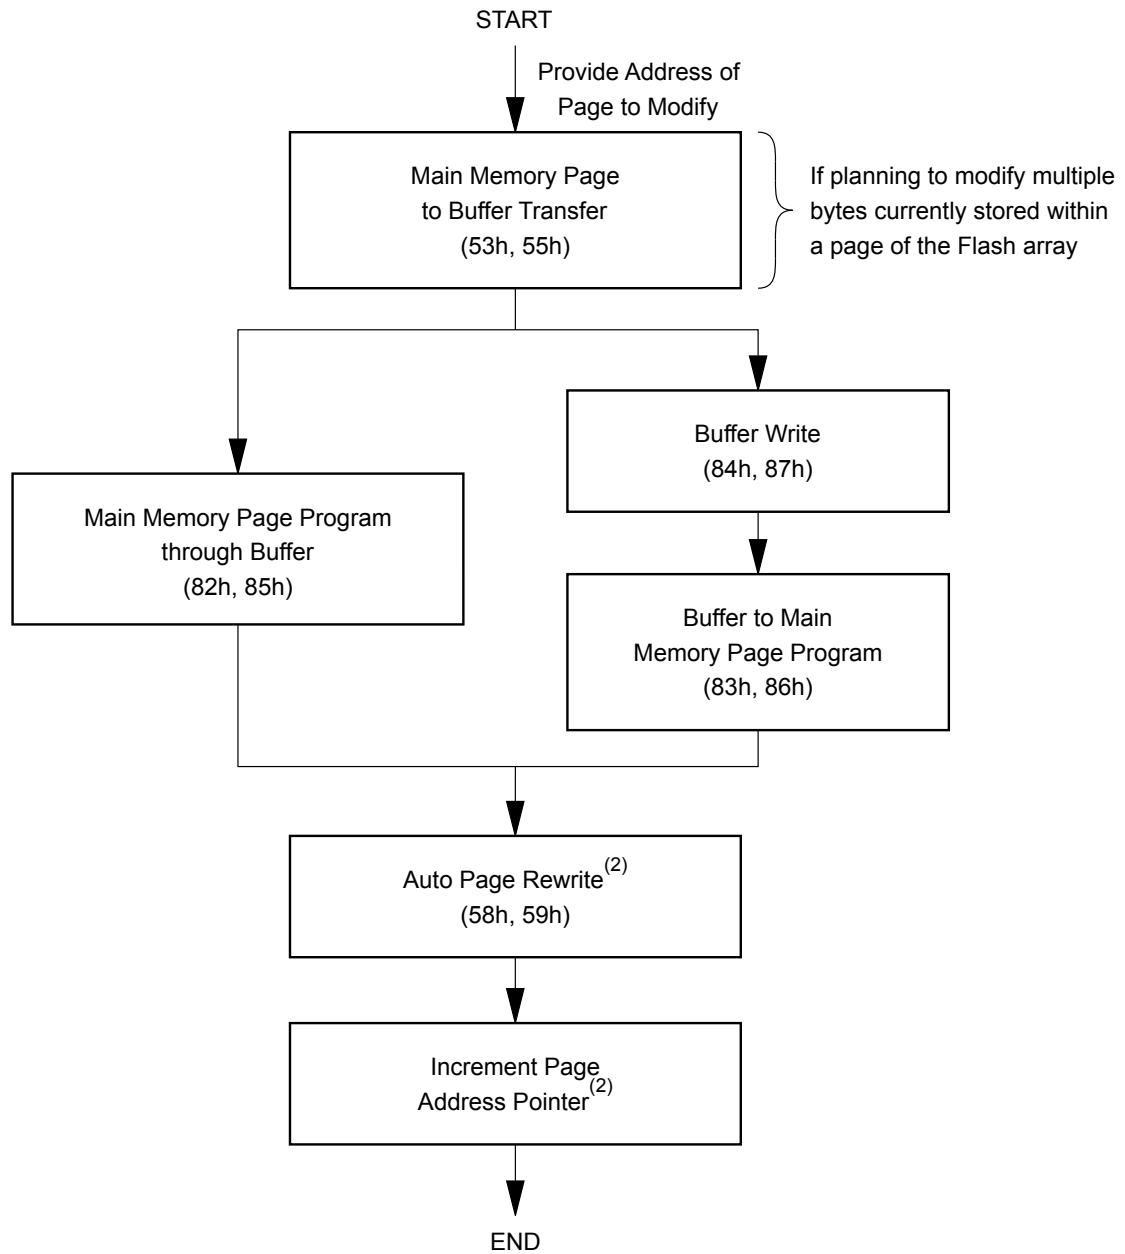 START
Provide Address of
Page to Modify
Main Memory Page
to Buffer Transfer
(53h, 55h)
If planning to modify multiple
bytes currently stored within
a page of the Flash array
Buffer Write
(84h, 87h)
Main Memory Page Program
through Buffer
(82h, 85h)
Buffer to Main
Memory Page Program
(83h, 86h)
Auto Page Rewrite(2)
(58h, 59h)
Increment Page
Address Pointer(2)
END